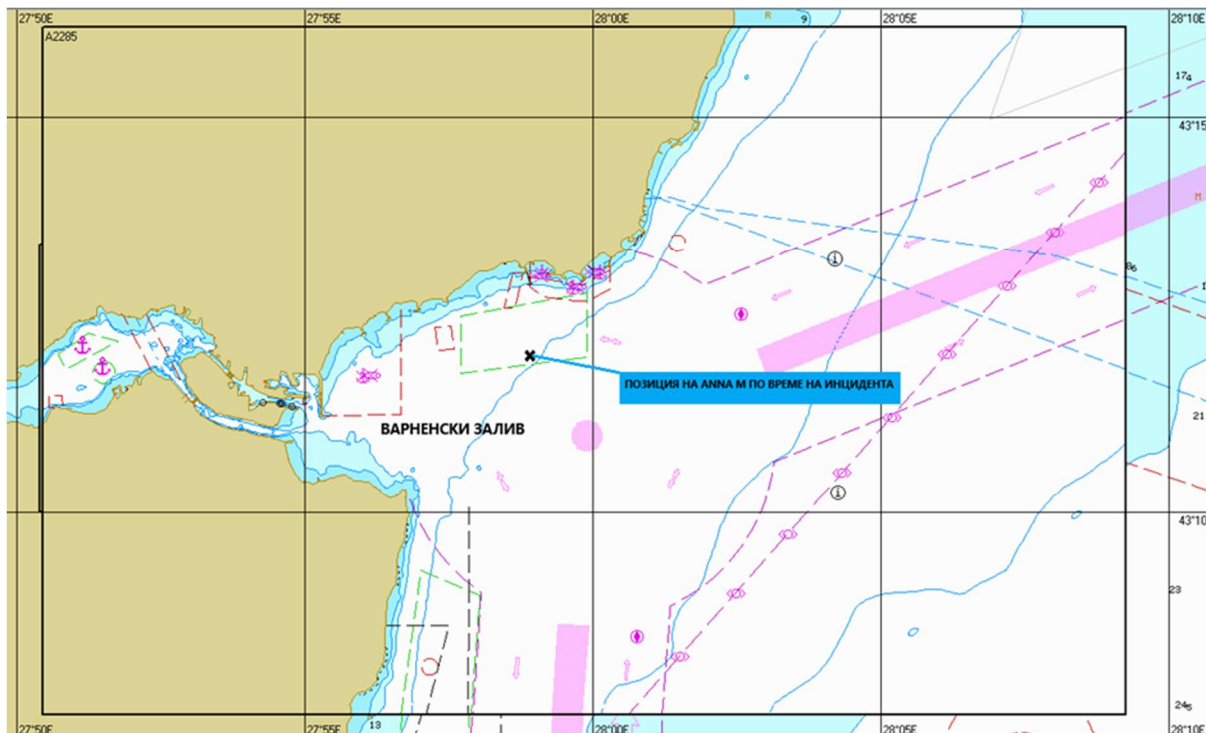 27°50E 27°55E 28°00E 28°05E 28°10E
A2285
R 9
17₄
43°15
M
86
1
ПОЗИЦИЯ НА ANNA M ПО ВРЕМЕ НА ИНЦИДЕНТА
ВАРНЕНСКИ ЗАЛИВ
21
43°10
23
24₅
13
27°50E 27°55E 28°00E 28°05E 28°10E